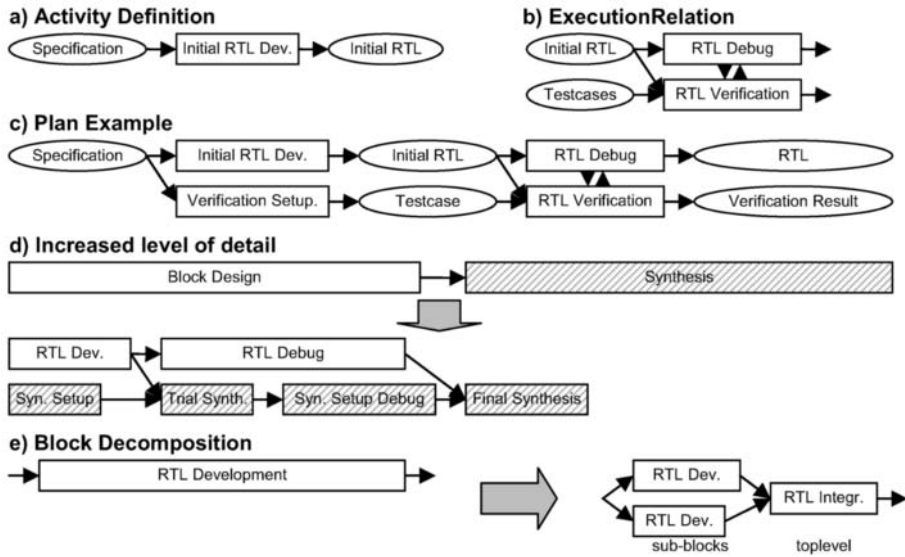 a) Activity Definition
Specification
Initial RTL Dev.
Initial RTL
b) ExecutionRelation
Initial RTL
RTL Debug
Testcases
RTL Verification
c) Plan Example
Specification
Initial RTL Dev.
Initial RTL
RTL Debug
RTL
Verification Setup.
Testcase
RTL Verification
Verification Result
d) Increased level of detail
Block Design
Synthesis
RTL Dev.
RTL Debug
Syn. Setup
Trial Synth.
Syn. Setup Debug
Final Synthesis
e) Block Decomposition
RTL Development
RTL Dev.
RTL Integr.
RTL Dev.
sub-blocks
toplevel